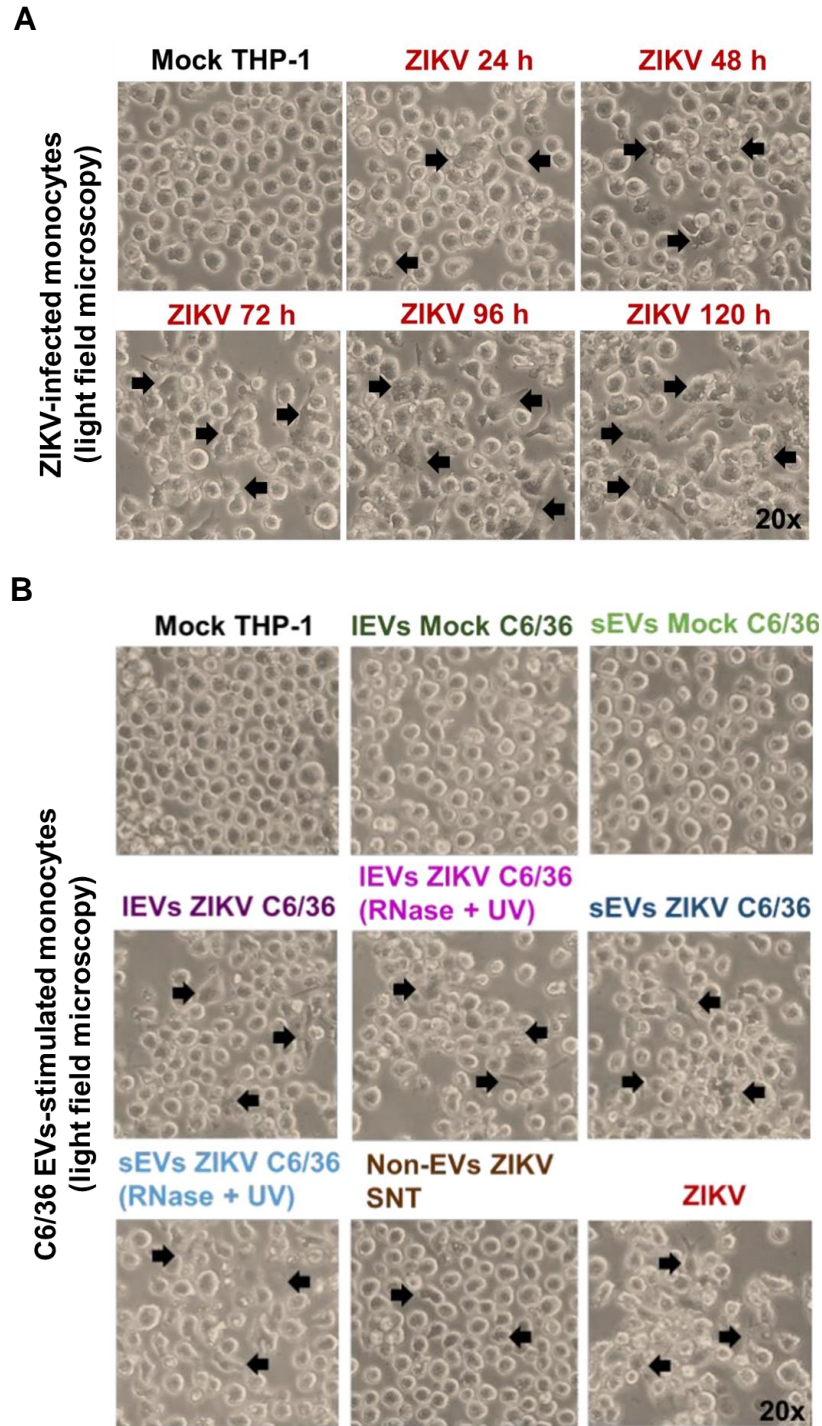 A
ZIKV-infected monocytes
(light field microscopy)
Mock THP-1
ZIKV 24 h
ZIKV 48 h
ZIKV 72 h
ZIKV 96 h
ZIKV 120 h
20x
B
C6/36 EVs-stimulated monocytes
(light field microscopy)
Mock THP-1
lEVs Mock C6/36
sEVs Mock C6/36
lEVs ZIKV C6/36
lEVs ZIKV C6/36
(RNase + UV)
sEVs ZIKV C6/36
sEVs ZIKV C6/36
(RNase + UV)
Non-EVs ZIKV
SNT
ZIKV
20x